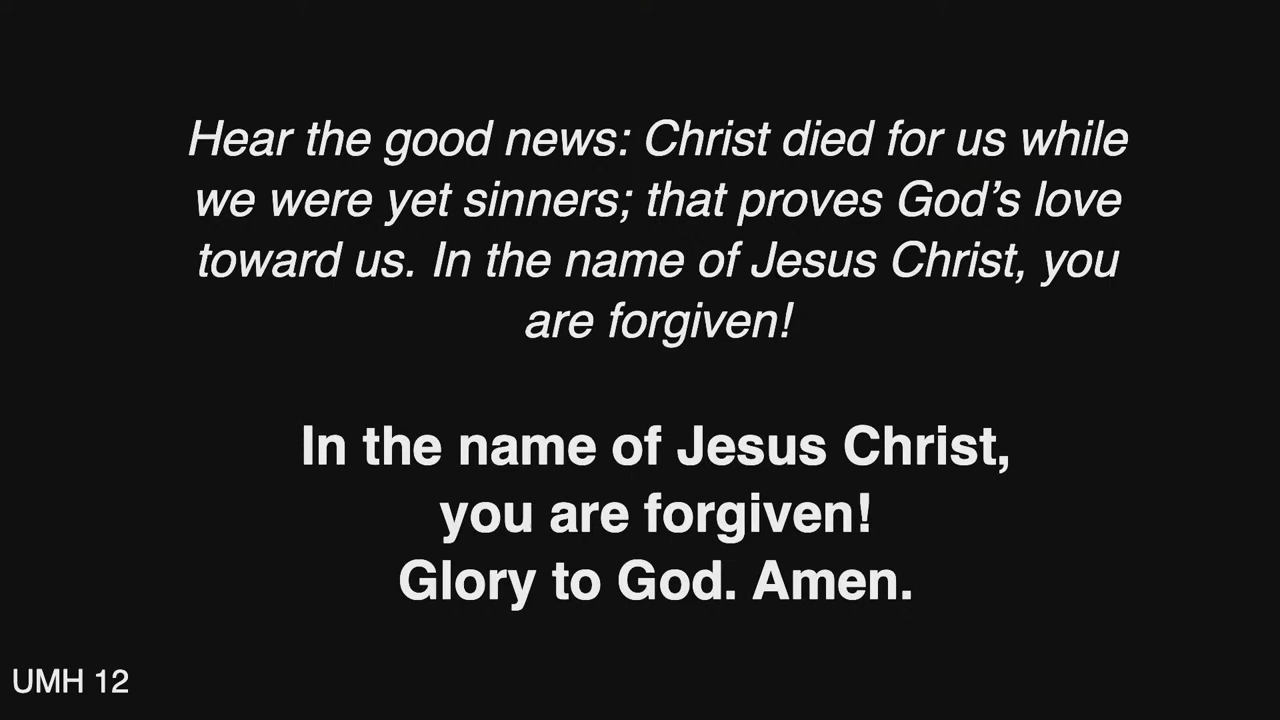 Hear the good news: Christ died for us while
we were yet sinners; that proves God’s love
toward us. In the name of Jesus Christ, you
are forgiven!
In the name of Jesus Christ,
you are forgiven!
Glory to God. Amen.
UMH 12